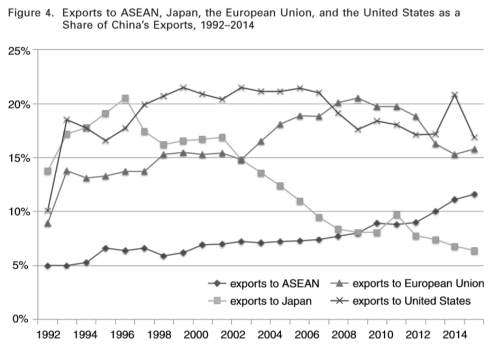 Figure 4. Exports to ASEAN, Japan, the European Union, and the United States as a
Share of China's Exports, 1992–2014
25%
20%
15%
10%
5%
0%
exports to ASEAN exports to European Union
exports to Japan exports to United States
1992 1994 1996 1998 2000 2002 2004 2006 2008 2010 2012 2014